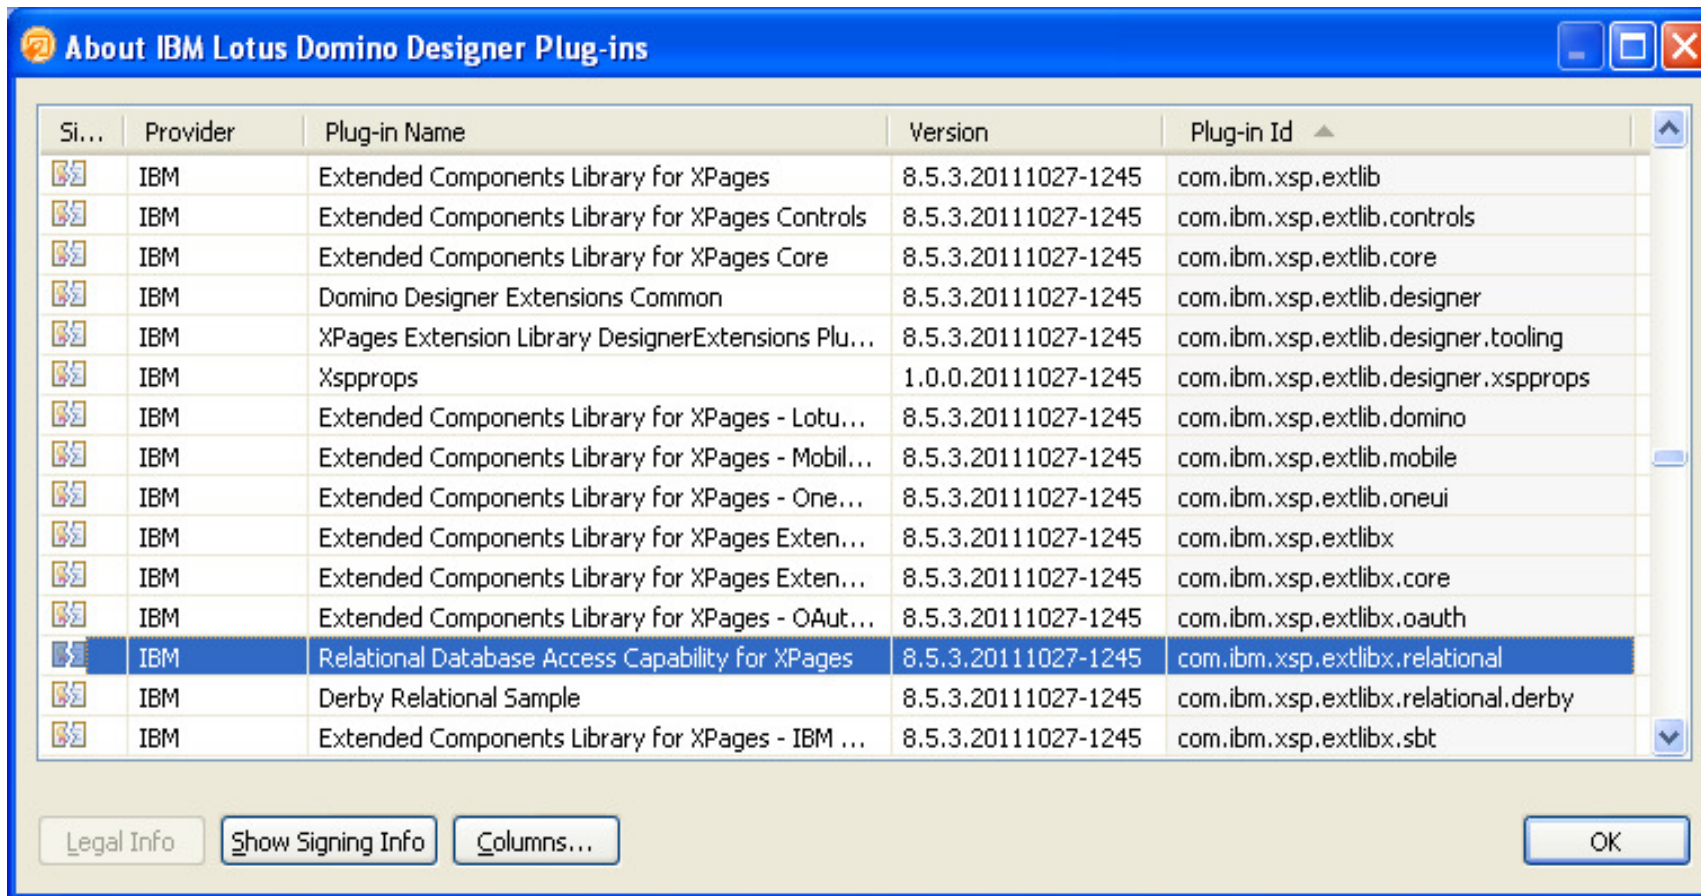 About IBM Lotus Domino Designer Plug-ins
Si... Provider Plug-in Name Version Plug-in Id
IBM Extended Components Library for XPages 8.5.3.20111027-1245 com.ibm.xsp.extlib
IBM Extended Components Library for XPages Controls 8.5.3.20111027-1245 com.ibm.xsp.extlib.controls
IBM Extended Components Library for XPages Core 8.5.3.20111027-1245 com.ibm.xsp.extlib.core
IBM Domino Designer Extensions Common 8.5.3.20111027-1245 com.ibm.xsp.extlib.designer
IBM XPages Extension Library DesignerExtensions Plu... 8.5.3.20111027-1245 com.ibm.xsp.extlib.designer.tooling
IBM Xspprops 1.0.0.20111027-1245 com.ibm.xsp.extlib.designer.xspprops
IBM Extended Components Library for XPages - Lotu... 8.5.3.20111027-1245 com.ibm.xsp.extlib.domino
IBM Extended Components Library for XPages - Mobil... 8.5.3.20111027-1245 com.ibm.xsp.extlib.mobile
IBM Extended Components Library for XPages - One... 8.5.3.20111027-1245 com.ibm.xsp.extlib.oneui
IBM Extended Components Library for XPages Exten... 8.5.3.20111027-1245 com.ibm.xsp.extlibx
IBM Extended Components Library for XPages Exten... 8.5.3.20111027-1245 com.ibm.xsp.extlibx.core
IBM Extended Components Library for XPages - OAut... 8.5.3.20111027-1245 com.ibm.xsp.extlibx.oauth
IBM Relational Database Access Capability for XPages 8.5.3.20111027-1245 com.ibm.xsp.extlibx.relational
IBM Derby Relational Sample 8.5.3.20111027-1245 com.ibm.xsp.extlibx.relational.derby
IBM Extended Components Library for XPages - IBM ... 8.5.3.20111027-1245 com.ibm.xsp.extlibx.sbt
Legal Info Show Signing Info Columns... OK